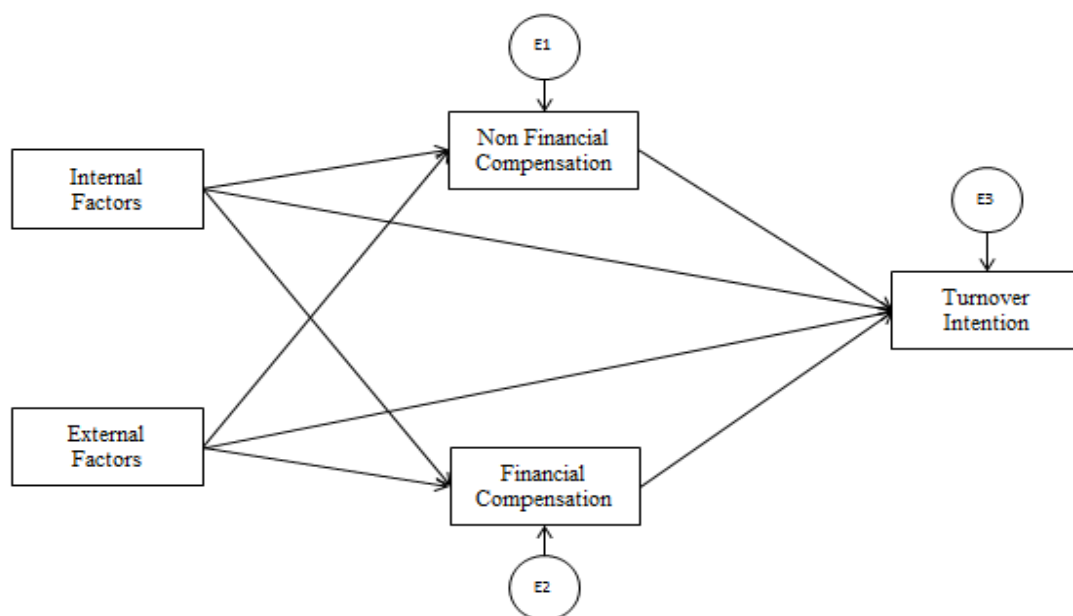 E1
Non Financial
Compensation
Internal
Factors
E3
Turnover
Intention
External
Factors
Financial
Compensation
E2